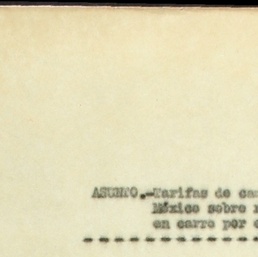 ASUNTO.-Tarifas de
México sobre
en carro por
--------------------